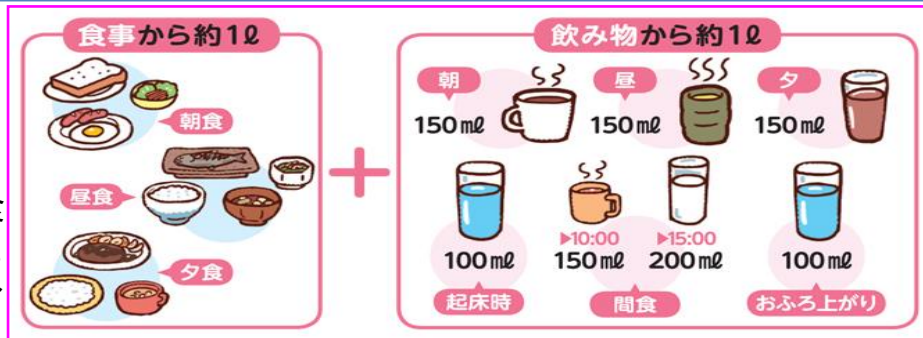 食事から約1ℓ
朝食
昼食
夕食
+
飲み物から約1ℓ
朝
150㎖
昼
150㎖
夕
150㎖
100㎖
起床時
▶10:00
150㎖
▶15:00
200㎖
間食
100㎖
おふろ上がり